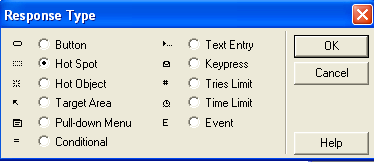 Response Type
Button
Hot Spot
Hot Object
Target Area
Pull-down Menu
= Conditional
Text Entry
Keypress
# Tries Limit
Time Limit
E Event
OK
Cancel
Help